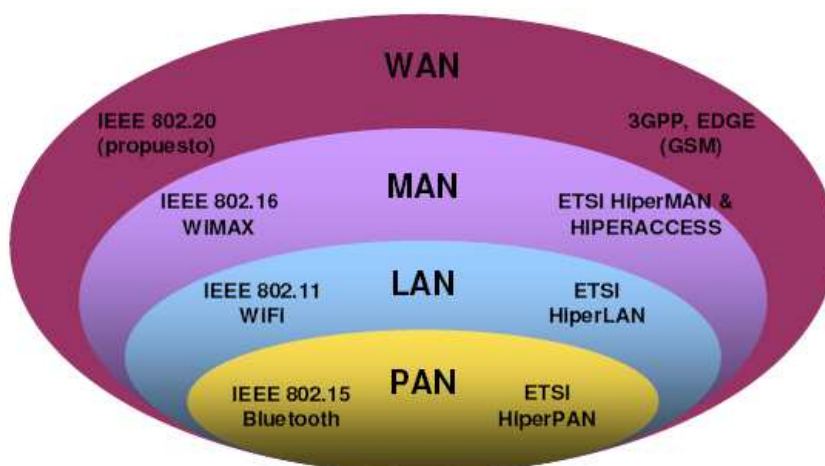 WAN
IEEE 802.20
(propuesto)
3GPP, EDGE
(GSM)
MAN
IEEE 802.16
WIMAX
ETSI HiperMAN &
HIPERACCESS
LAN
IEEE 802.11
WIFI
ETSI
HiperLAN
PAN
IEEE 802.15
Bluetooth
ETSI
HiperPAN